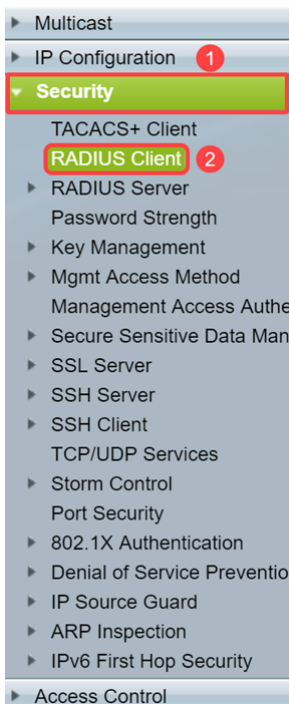 Multicast
IP Configuration 1
Security
TACACS+ Client
RADIUS Client 2
RADIUS Server
Password Strength
Key Management
Mgmt Access Method
Management Access Authe
Secure Sensitive Data Man
SSL Server
SSH Server
SSH Client
TCP/UDP Services
Storm Control
Port Security
802.1X Authentication
Denial of Service Preventio
IP Source Guard
ARP Inspection
IPv6 First Hop Security
Access Control